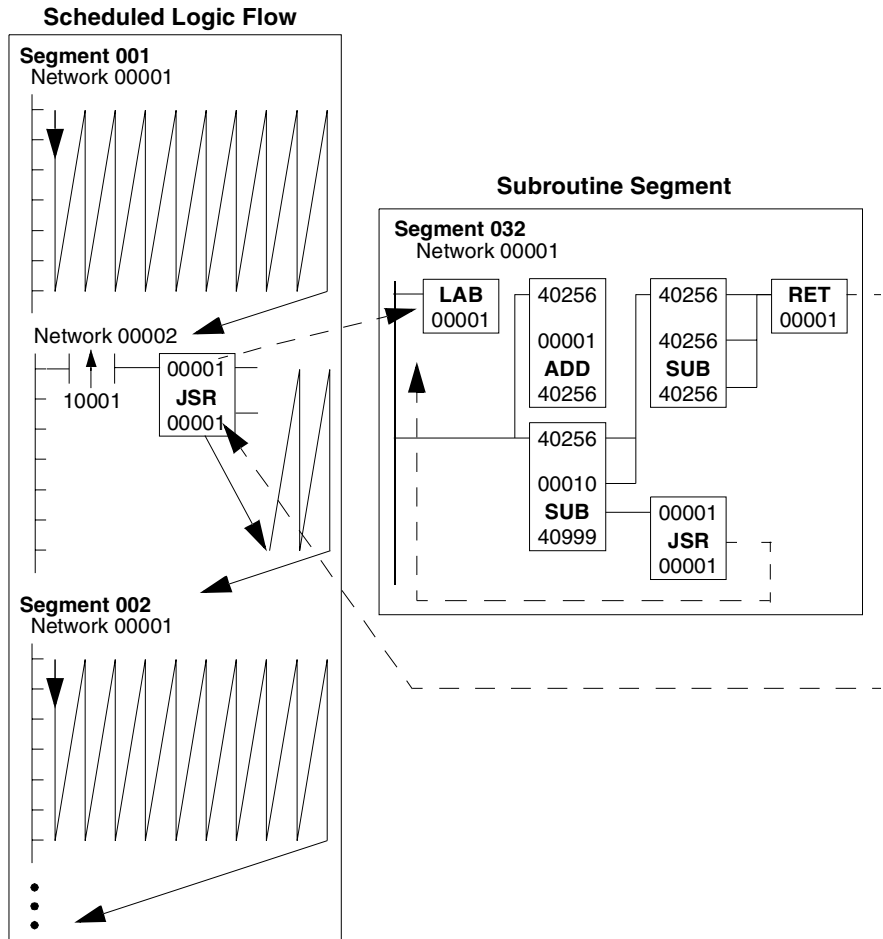 Scheduled Logic Flow
Segment 001
Network 00001
Network 00002
10001
00001
JSR
00001
Segment 002
Network 00001
Subroutine Segment
Segment 032
Network 00001
LAB
00001
40256
00001
ADD
40256
40256
00010
SUB
40999
40256
40256
SUB
40256
00001
JSR
00001
RET
00001